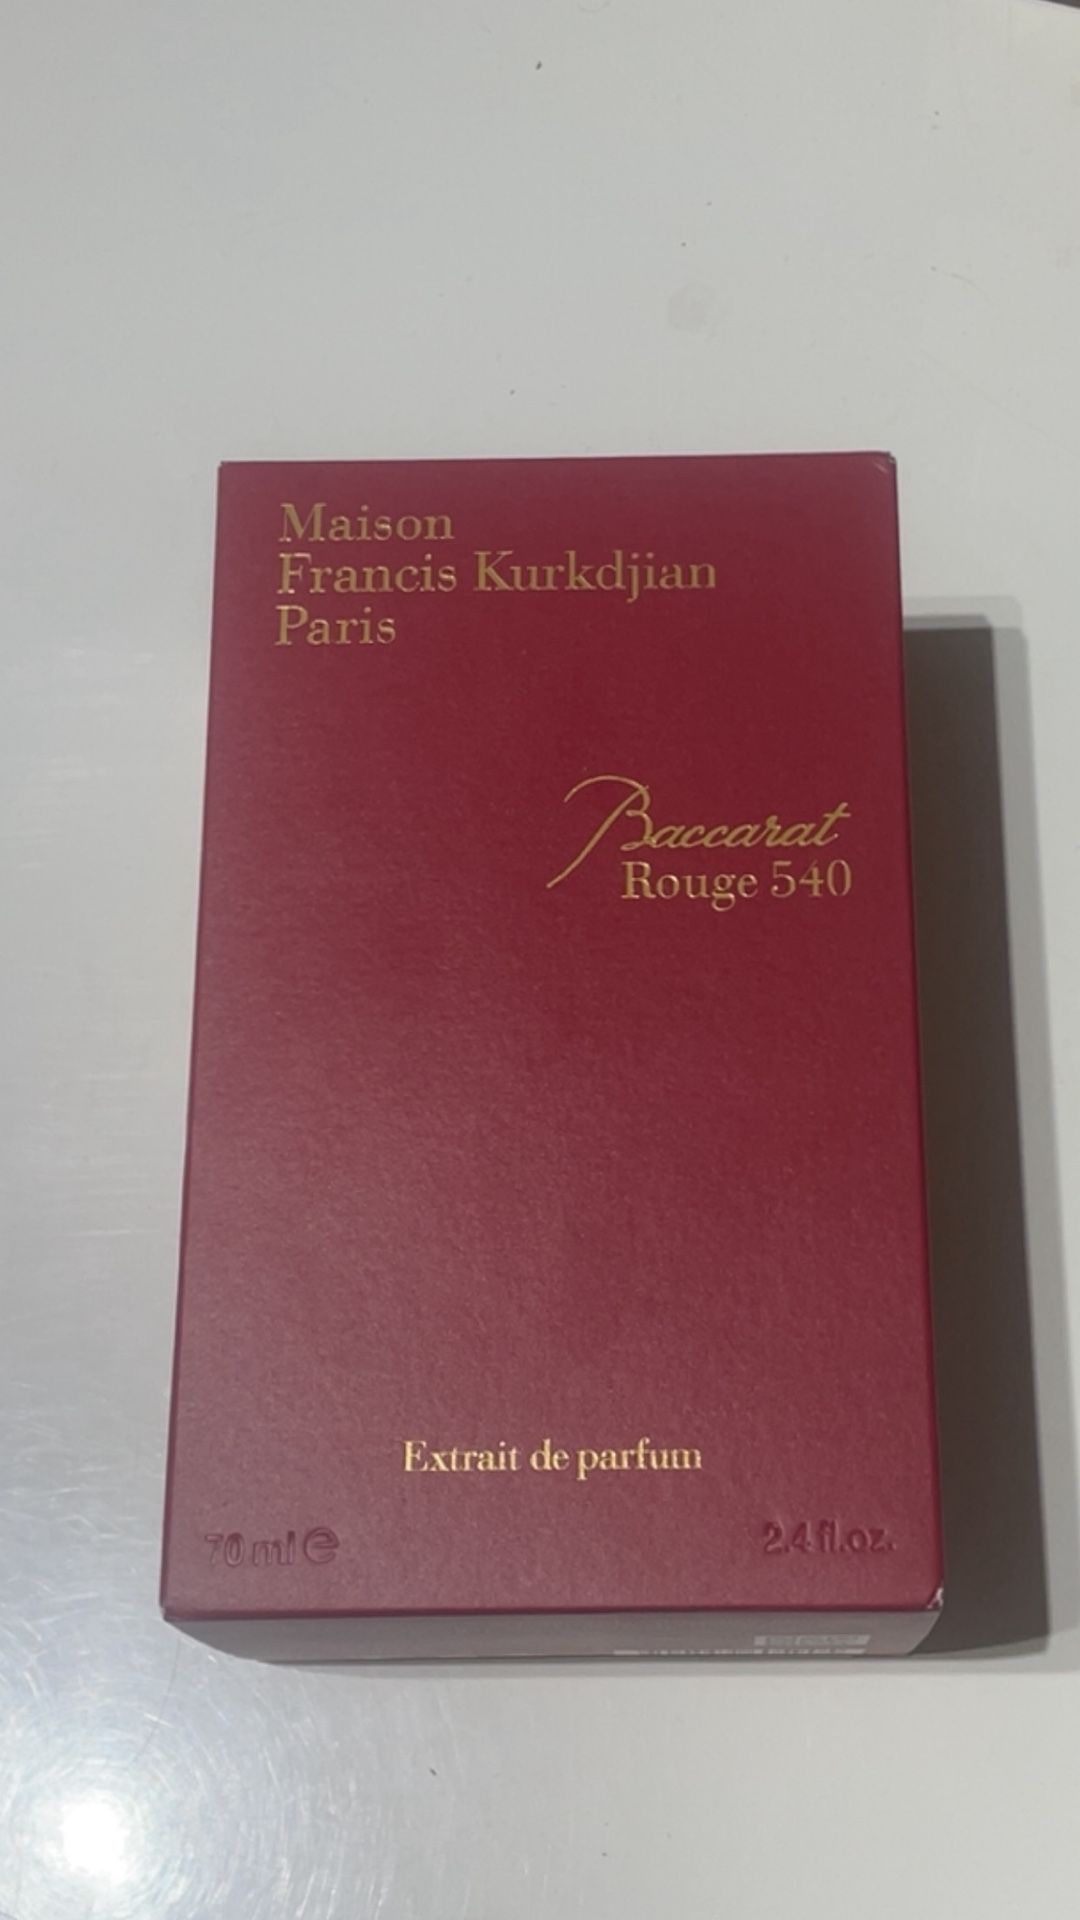 Maison
Francis Kurkdjian
Paris
Baccarat
Rouge 540
Extrait de parfum
70 ml e
2.4 fl.oz.